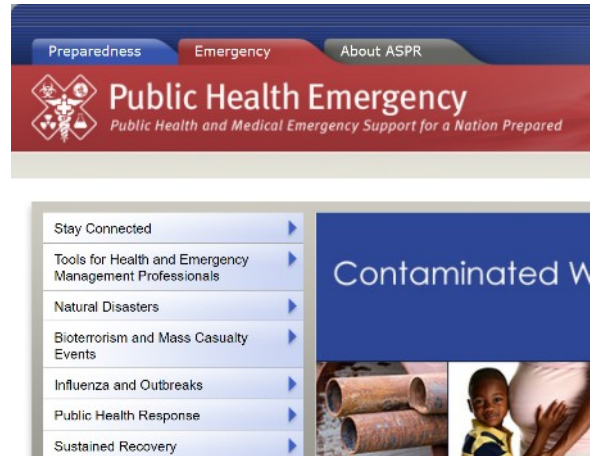 Preparedness
Emergency
About ASPR
Public Health Emergency
Public Health and Medical Emergency Support for a Nation Prepared
Stay Connected
Tools for Health and Emergency
Management Professionals
Natural Disasters
Bioterrorism and Mass Casualty
Events
Influenza and Outbreaks
Public Health Response
Sustained Recovery
Contaminated W